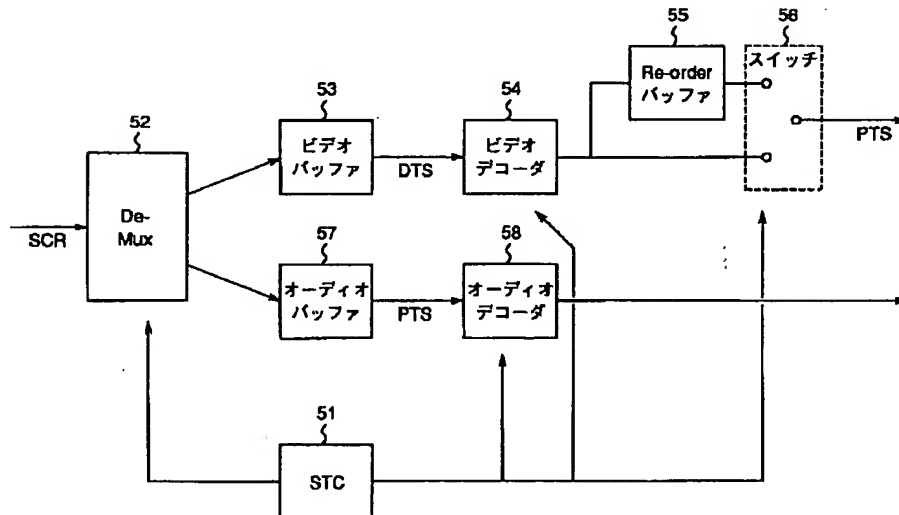 55
56
スイッチ
Re-order
バッファ
53
54
52
ビデオ
バッファ
DTS
ビデオ
デコーダ
PTS
De-
Mux
SCR
57
58
オーディオ
バッファ
PTS
オーディオ
デコーダ
51
STC